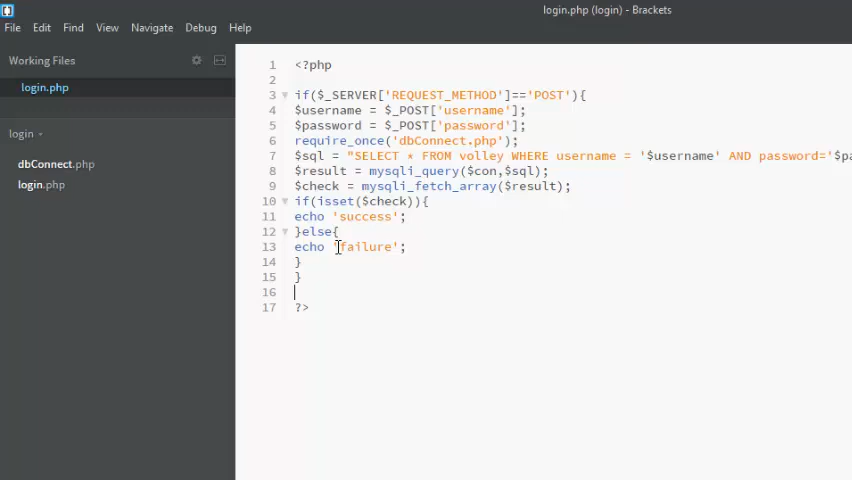 login.php (login) - Brackets
File Edit Find View Navigate Debug Help
Working Files
login.php
login
dbConnect.php
login.php
1 <?php
2
3 if($_SERVER['REQUEST_METHOD']=='POST'){
4 $username = $_POST['username'];
5 $password = $_POST['password'];
6 require_once('dbConnect.php');
7 $sql = "SELECT * FROM volley WHERE username = '$username' AND password='$pa
8 $result = mysqli_query($con,$sql);
9 $check = mysqli_fetch_array($result);
10 if(isset($check)){
11 echo 'success';
12 }else{
13 echo 'failure';
14 }
15 }
16
17 ?>